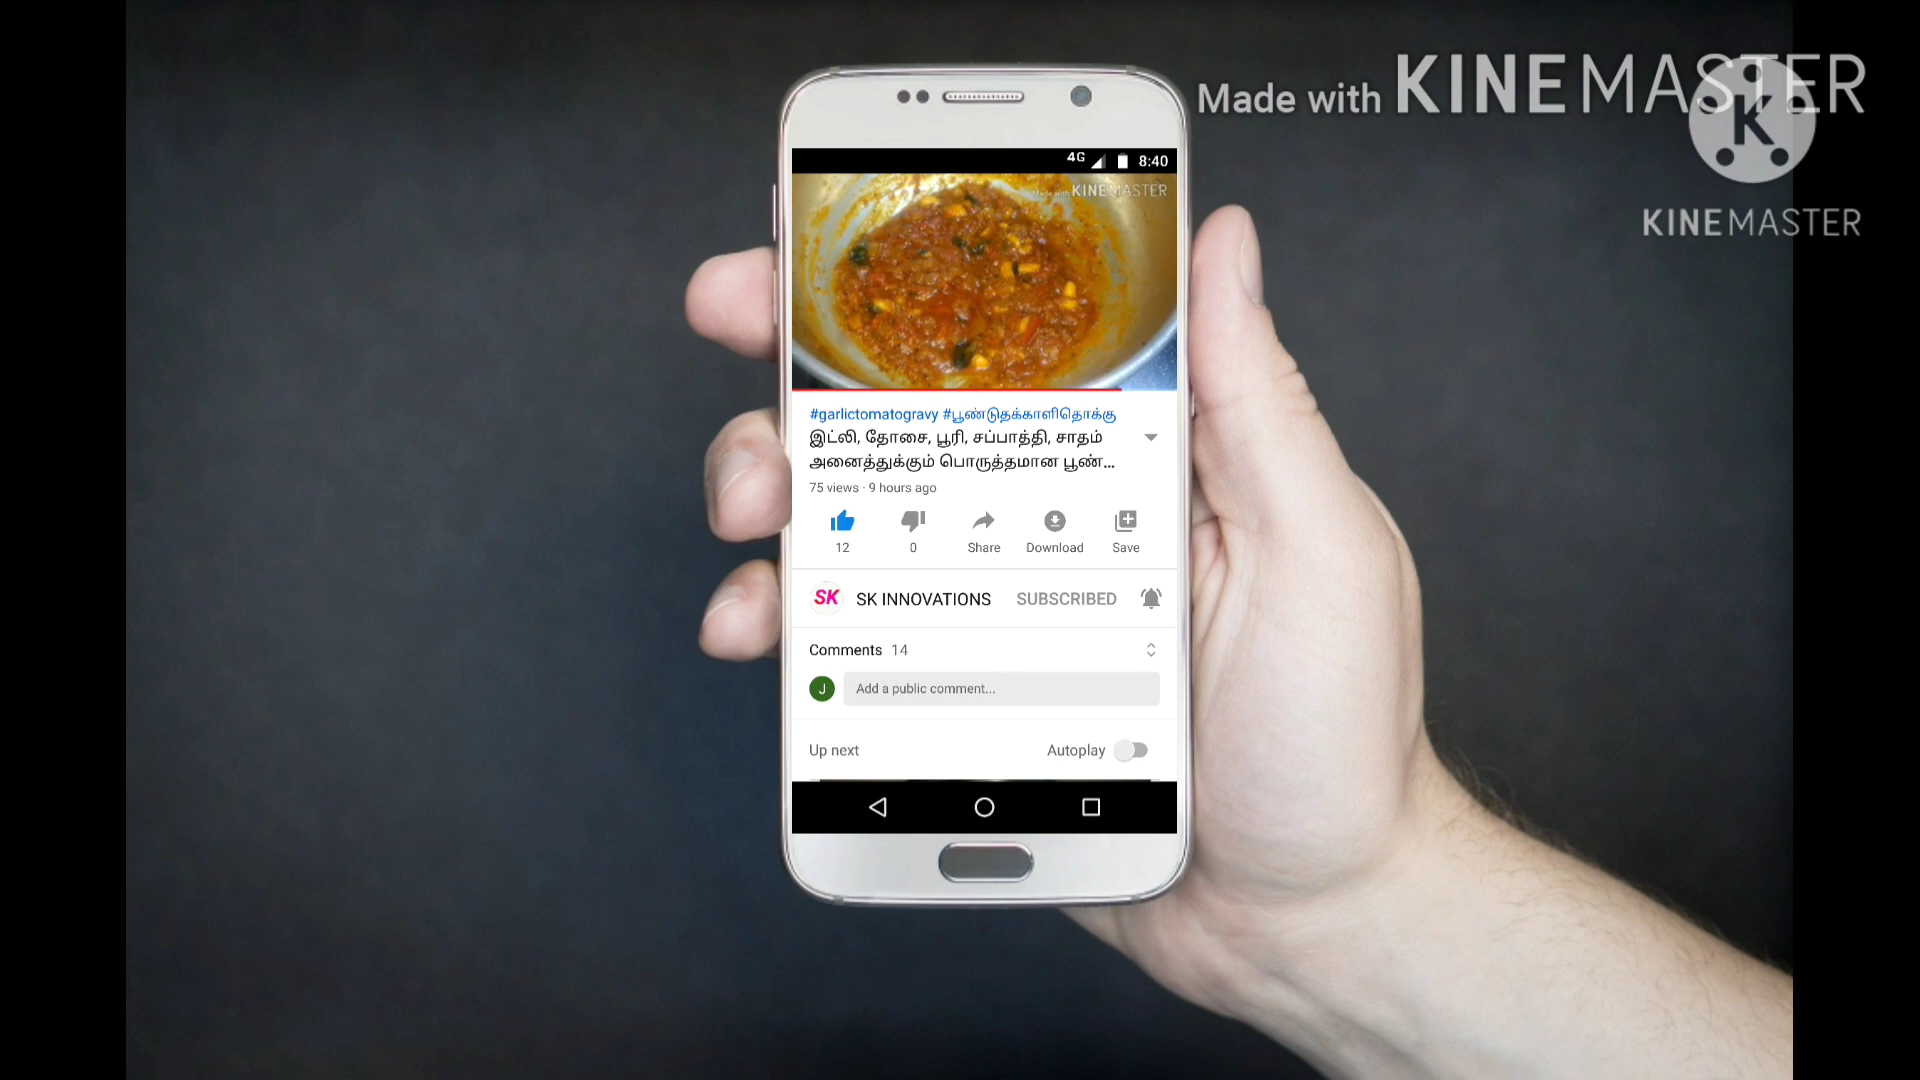 Made with KINEMASTER
K
KINEMASTER
4G 8:40
Made with KINEMASTER
#garlictomatogravy #பூண்டுதக்காளிதொக்கு
இட்லி, தோசை, பூரி, சப்பாத்தி, சாதம்
அனைத்துக்கும் பொருத்தமான பூண்...
75 views · 9 hours ago
12 0 Share Download Save
SK SK INNOVATIONS SUBSCRIBED
Comments 14
J Add a public comment...
Up next Autoplay